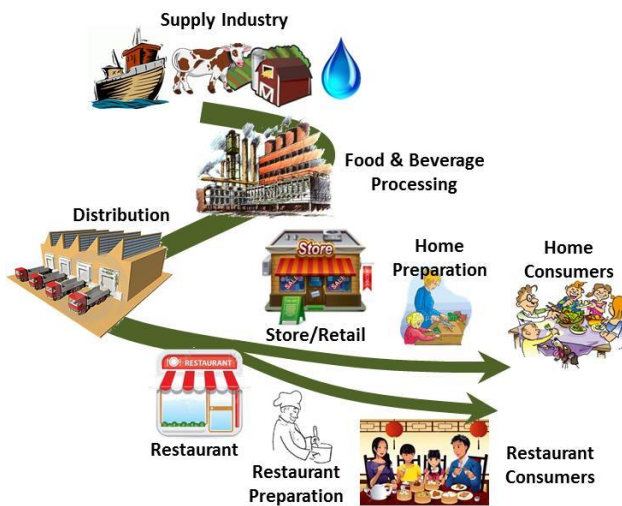 Supply Industry
Food & Beverage
Processing
Distribution
Store
Home
Preparation
Home
Consumers
Store/Retail
RESTAURANT
Restaurant
Restaurant
Preparation
Restaurant
Consumers